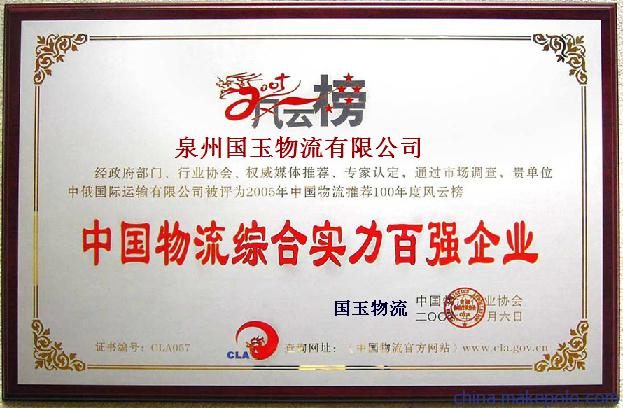 风云榜
泉州国玉物流有限公司
经政府部门、行业协会、权威媒体推荐、专家认定、通过市场调查、贵单位
中俄国际运输有限公司被评为2005年中国物流推荐100年度风云榜
中国物流综合实力百强企业
国玉物流
中国 业协会
二〇〇 月六日
证书编号:CLA057
CLA
查询网址:《中国物流官方网站》www.cla.gov.cn
china.makepolo.com